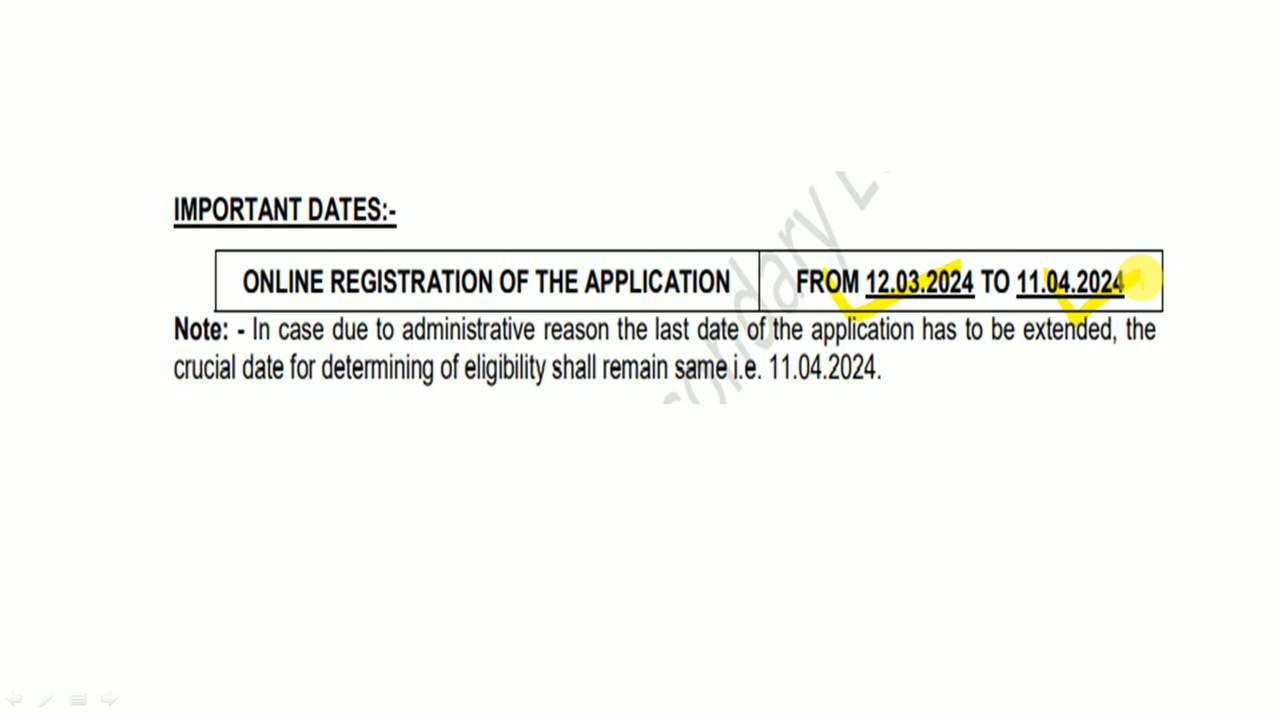 IMPORTANT DATES:-
ONLINE REGISTRATION OF THE APPLICATION FROM 12.03.2024 TO 11.04.2024
Note: - In case due to administrative reason the last date of the application has to be extended, the
crucial date for determining of eligibility shall remain same i.e. 11.04.2024.